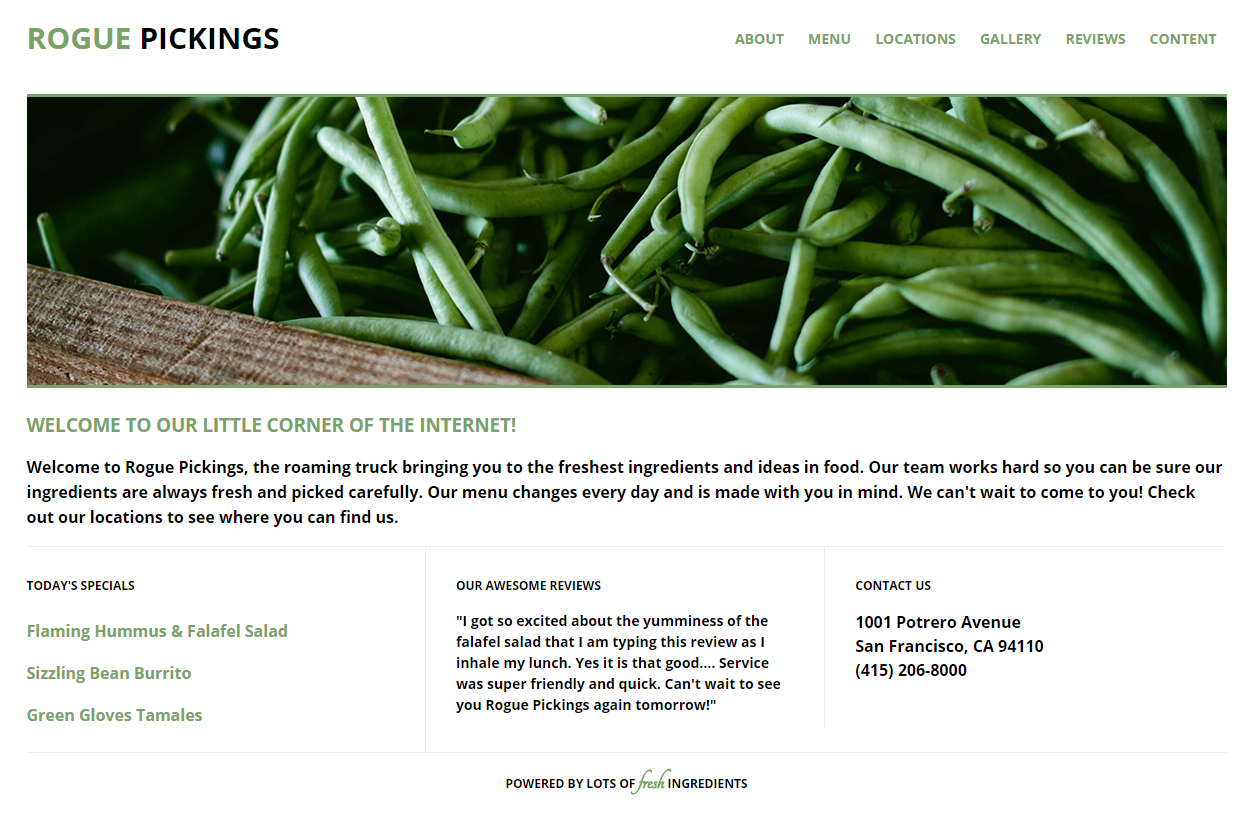 ROGUE PICKINGS
ABOUT MENU LOCATIONS GALLERY REVIEWS CONTENT
WELCOME TO OUR LITTLE CORNER OF THE INTERNET!
Welcome to Rogue Pickings, the roaming truck bringing you to the freshest ingredients and ideas in food. Our team works hard so you can be sure our
ingredients are always fresh and picked carefully. Our menu changes every day and is made with you in mind. We can't wait to come to you! Check
out our locations to see where you can find us.
TODAY'S SPECIALS
Flaming Hummus & Falafel Salad
Sizzling Bean Burrito
Green Gloves Tamales
OUR AWESOME REVIEWS
"I got so excited about the yumminess of the
falafel salad that I am typing this review as I
inhale my lunch. Yes it is that good.... Service
was super friendly and quick. Can't wait to see
you Rogue Pickings again tomorrow!"
CONTACT US
1001 Potrero Avenue
San Francisco, CA 94110
(415) 206-8000
POWERED BY LOTS OF fresh INGREDIENTS